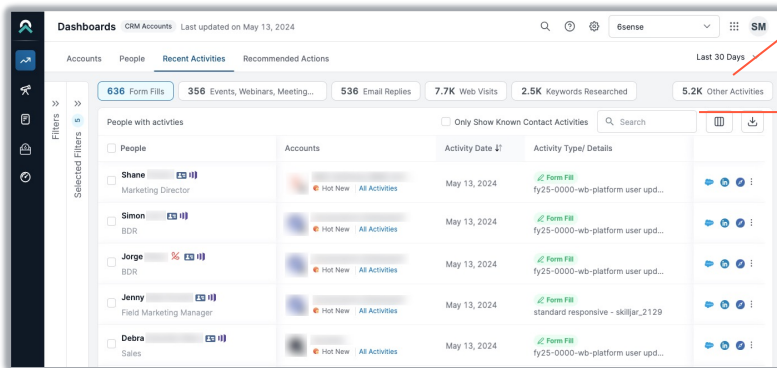 Dashboards CRM Accounts Last updated on May 13, 2024 6sense SM
Accounts People Recent Activities Recommended Actions Last 30 Days
636 Form Fills 356 Events, Webinars, Meeting... 536 Email Replies 7.7K Web Visits 2.5K Keywords Researched 5.2K Other Activities
Filters
Selected Filters 5
People with activties Only Show Known Contact Activities Search
People Accounts Activity Date Activity Type/ Details
Shane Form Fill
Marketing Director Hot New All Activities May 13, 2024 fy25-0000-wb-platform user upd...
Simon Form Fill
BDR Hot New All Activities May 13, 2024 fy25-0000-wb-platform user upd...
Jorge Form Fill
BDR Hot New All Activities May 13, 2024 fy25-0000-wb-platform user upd...
Jenny Form Fill
Field Marketing Manager Hot New All Activities May 13, 2024 standard responsive - skilljar_2129
Debra Form Fill
Sales Hot New All Activities May 13, 2024 fy25-0000-wb-platform user upd...